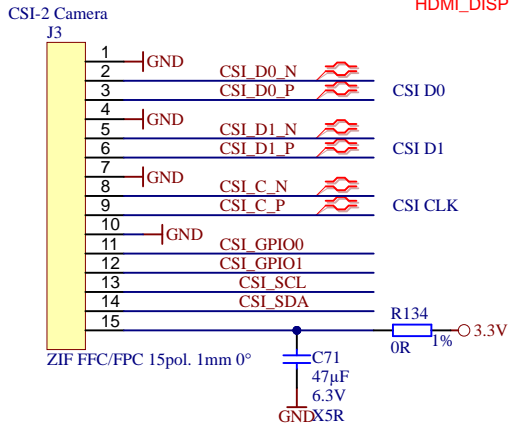 HDMI_DISP
CSI-2 Camera
J3
1
GND
2
CSI_D0_N
3
CSI_D0_P
CSI D0
4
GND
5
CSI_D1_N
6
CSI_D1_P
CSI D1
7
GND
8
CSI_C_N
9
CSI_C_P
CSI CLK
10
GND
11
CSI_GPIO0
12
CSI_GPIO1
13
CSI_SCL
14
CSI_SDA
15
R134
0R
1%
3.3V
ZIF FFC/FPC 15pol. 1mm 0°
C71
47µF
6.3V
X5R
GND